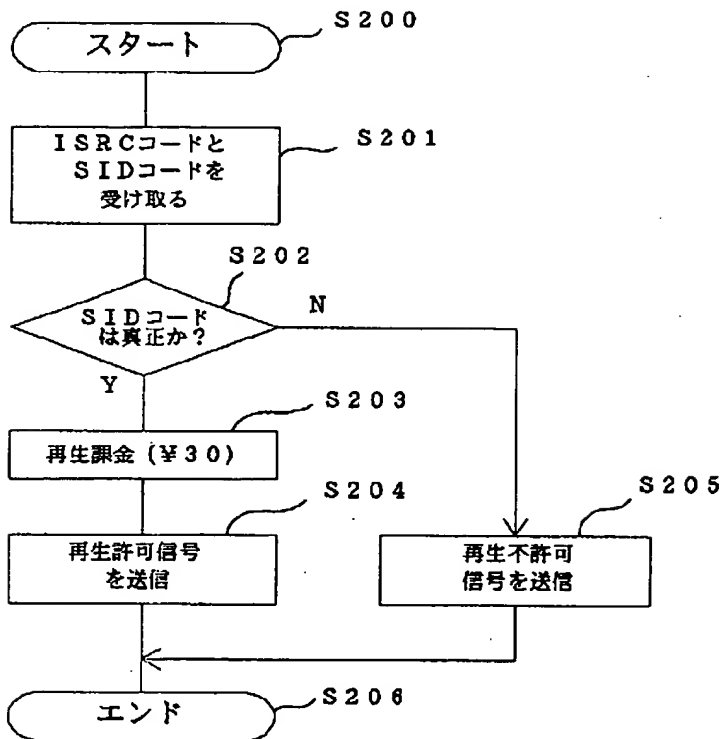 S200
スタート
ISRCコードと
SIDコードを
受け取る
S201
S202
SIDコード
は真正か?
N
Y
S203
再生課金(¥30)
S204
再生許可信号
を送信
S205
再生不許可
信号を送信
エンド
S206